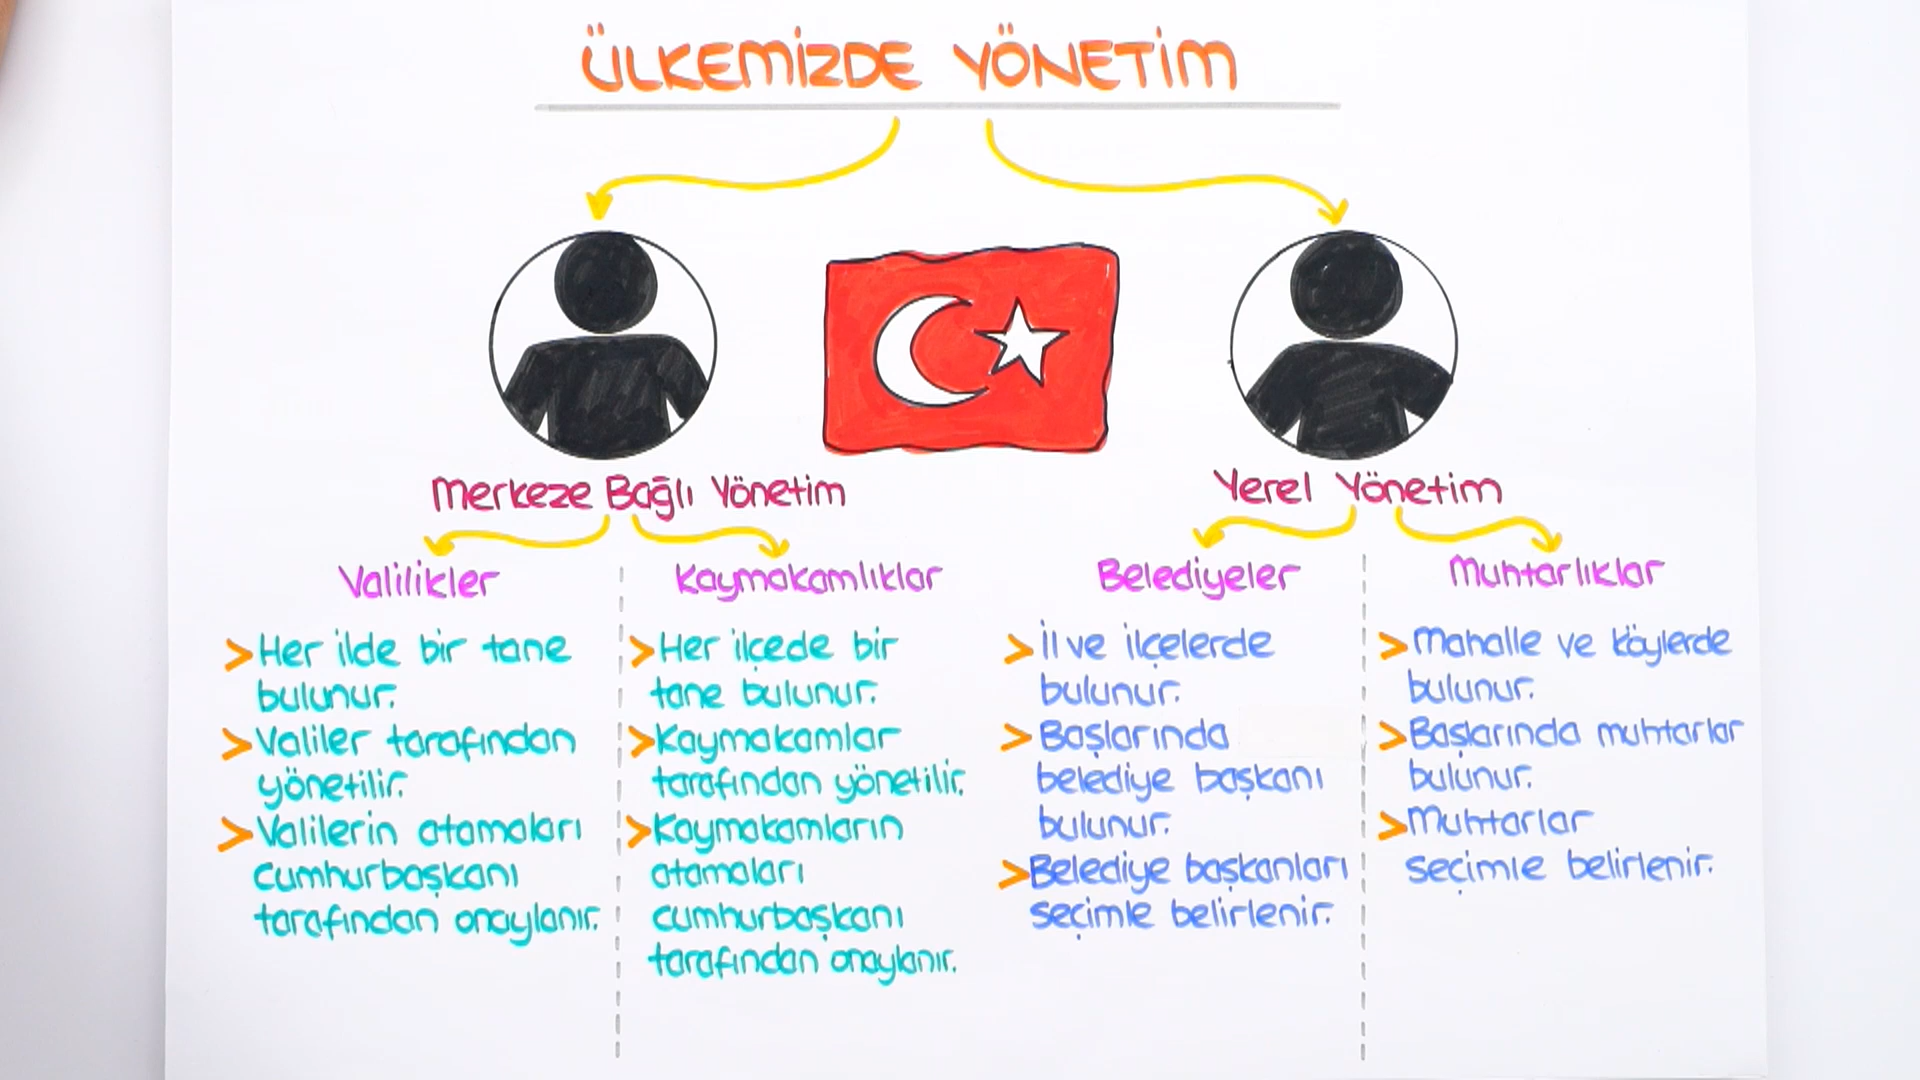 ÜLKEMİZDE YÖNETİM
Merkeze Bağlı Yönetim
Valilikler
> Her ilde bir tane
bulunur.
> Valiler tarafından
yönetilir.
> Valilerin atamaları
cumhurbaşkanı
tarafından onaylanır.
Kaymakamlıklar
> Her ilçede bir
tane bulunur.
> Kaymakamlar
tarafından yönetilir.
> Kaymakamların
atamaları
cumhurbaşkanı
tarafından onaylanır.
Yerel Yönetim
Belediyeler
> İl ve ilçelerde
bulunur.
> Başlarında
belediye başkanı
bulunur.
> Belediye başkanları
seçimle belirlenir.
Muhtarlıklar
> Mahalle ve köylerde
bulunur.
> Başlarında muhtarlar
bulunur.
> Muhtarlar
seçimle belirlenir.